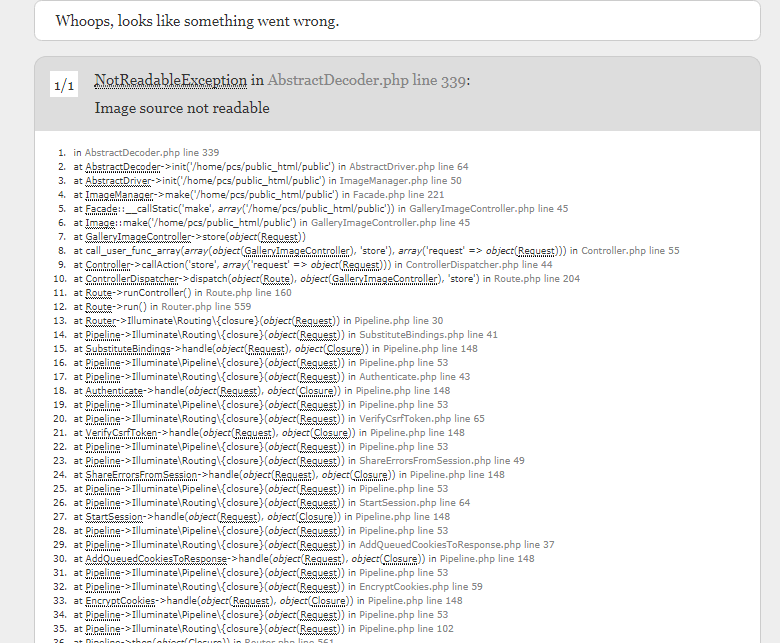 Whoops, looks like something went wrong.
1/1 NotReadableException in AbstractDecoder.php line 339:
Image source not readable
1. in AbstractDecoder.php line 339
2. at AbstractDecoder->init('/home/pcs/public_html/public') in AbstractDriver.php line 64
3. at AbstractDriver->init('/home/pcs/public_html/public') in ImageManager.php line 50
4. at ImageManager->make('/home/pcs/public_html/public') in Facade.php line 221
5. at Facade::__callStatic('make', array('/home/pcs/public_html/public')) in GalleryImageController.php line 45
6. at Image::make('/home/pcs/public_html/public') in GalleryImageController.php line 45
7. at GalleryImageController->store(object(Request))
8. at call_user_func_array(array(object(GalleryImageController), 'store'), array('request' => object(Request))) in Controller.php line 55
9. at Controller->callAction('store', array('request' => object(Request))) in ControllerDispatcher.php line 44
10. at ControllerDispatcher->dispatch(object(Route), object(GalleryImageController), 'store') in Route.php line 204
11. at Route->runController() in Route.php line 160
12. at Route->run() in Router.php line 559
13. at Router->Illuminate\Routing\{closure}(object(Request)) in Pipeline.php line 30
14. at Pipeline->Illuminate\Routing\{closure}(object(Request)) in SubstituteBindings.php line 41
15. at SubstituteBindings->handle(object(Request), object(Closure)) in Pipeline.php line 148
16. at Pipeline->Illuminate\Pipeline\{closure}(object(Request)) in Pipeline.php line 53
17. at Pipeline->Illuminate\Routing\{closure}(object(Request)) in Authenticate.php line 43
18. at Authenticate->handle(object(Request), object(Closure)) in Pipeline.php line 148
19. at Pipeline->Illuminate\Pipeline\{closure}(object(Request)) in Pipeline.php line 53
20. at Pipeline->Illuminate\Routing\{closure}(object(Request)) in VerifyCsrfToken.php line 65
21. at VerifyCsrfToken->handle(object(Request), object(Closure)) in Pipeline.php line 148
22. at Pipeline->Illuminate\Pipeline\{closure}(object(Request)) in Pipeline.php line 53
23. at Pipeline->Illuminate\Routing\{closure}(object(Request)) in ShareErrorsFromSession.php line 49
24. at ShareErrorsFromSession->handle(object(Request), object(Closure)) in Pipeline.php line 148
25. at Pipeline->Illuminate\Pipeline\{closure}(object(Request)) in Pipeline.php line 53
26. at Pipeline->Illuminate\Routing\{closure}(object(Request)) in StartSession.php line 64
27. at StartSession->handle(object(Request), object(Closure)) in Pipeline.php line 148
28. at Pipeline->Illuminate\Pipeline\{closure}(object(Request)) in Pipeline.php line 53
29. at Pipeline->Illuminate\Routing\{closure}(object(Request)) in AddQueuedCookiesToResponse.php line 37
30. at AddQueuedCookiesToResponse->handle(object(Request), object(Closure)) in Pipeline.php line 148
31. at Pipeline->Illuminate\Pipeline\{closure}(object(Request)) in Pipeline.php line 53
32. at Pipeline->Illuminate\Routing\{closure}(object(Request)) in EncryptCookies.php line 59
33. at EncryptCookies->handle(object(Request), object(Closure)) in Pipeline.php line 148
34. at Pipeline->Illuminate\Pipeline\{closure}(object(Request)) in Pipeline.php line 53
35. at Pipeline->Illuminate\Routing\{closure}(object(Request)) in Pipeline.php line 102
36. at Pipeline->then(object(Closure)) in Router.php line 561